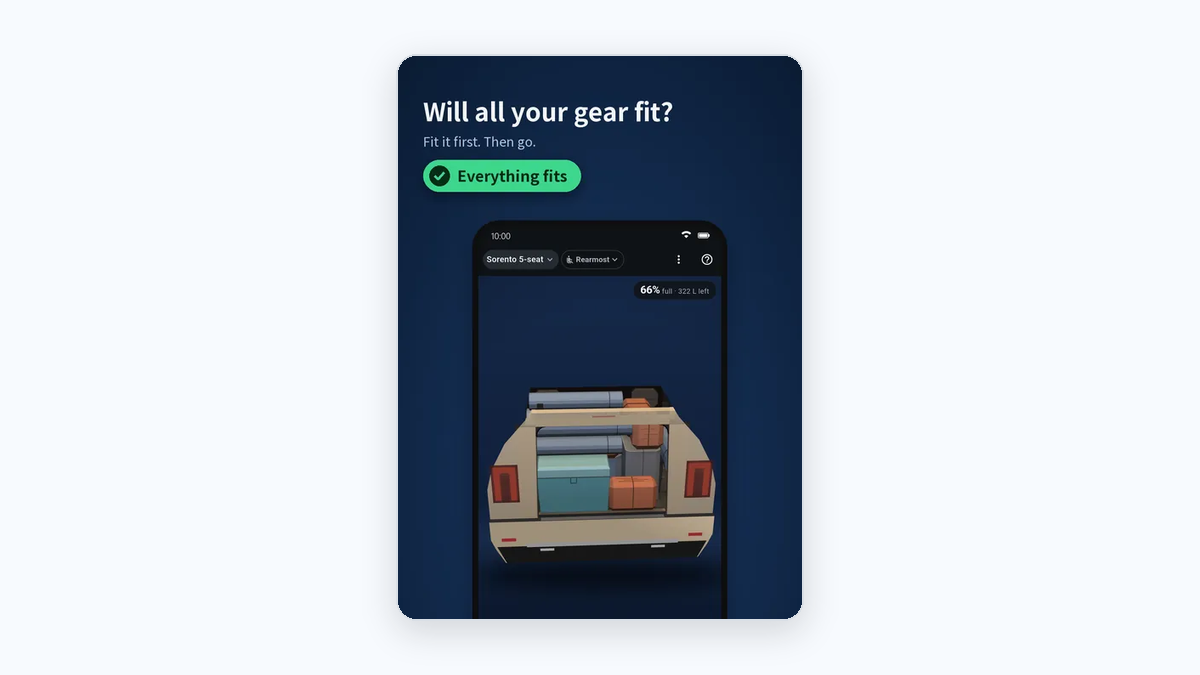 Will all your gear fit?
Fit it first. Then go.
Everything fits
10:00
Sorento 5-seat
Rearmost
66% full · 322 L left